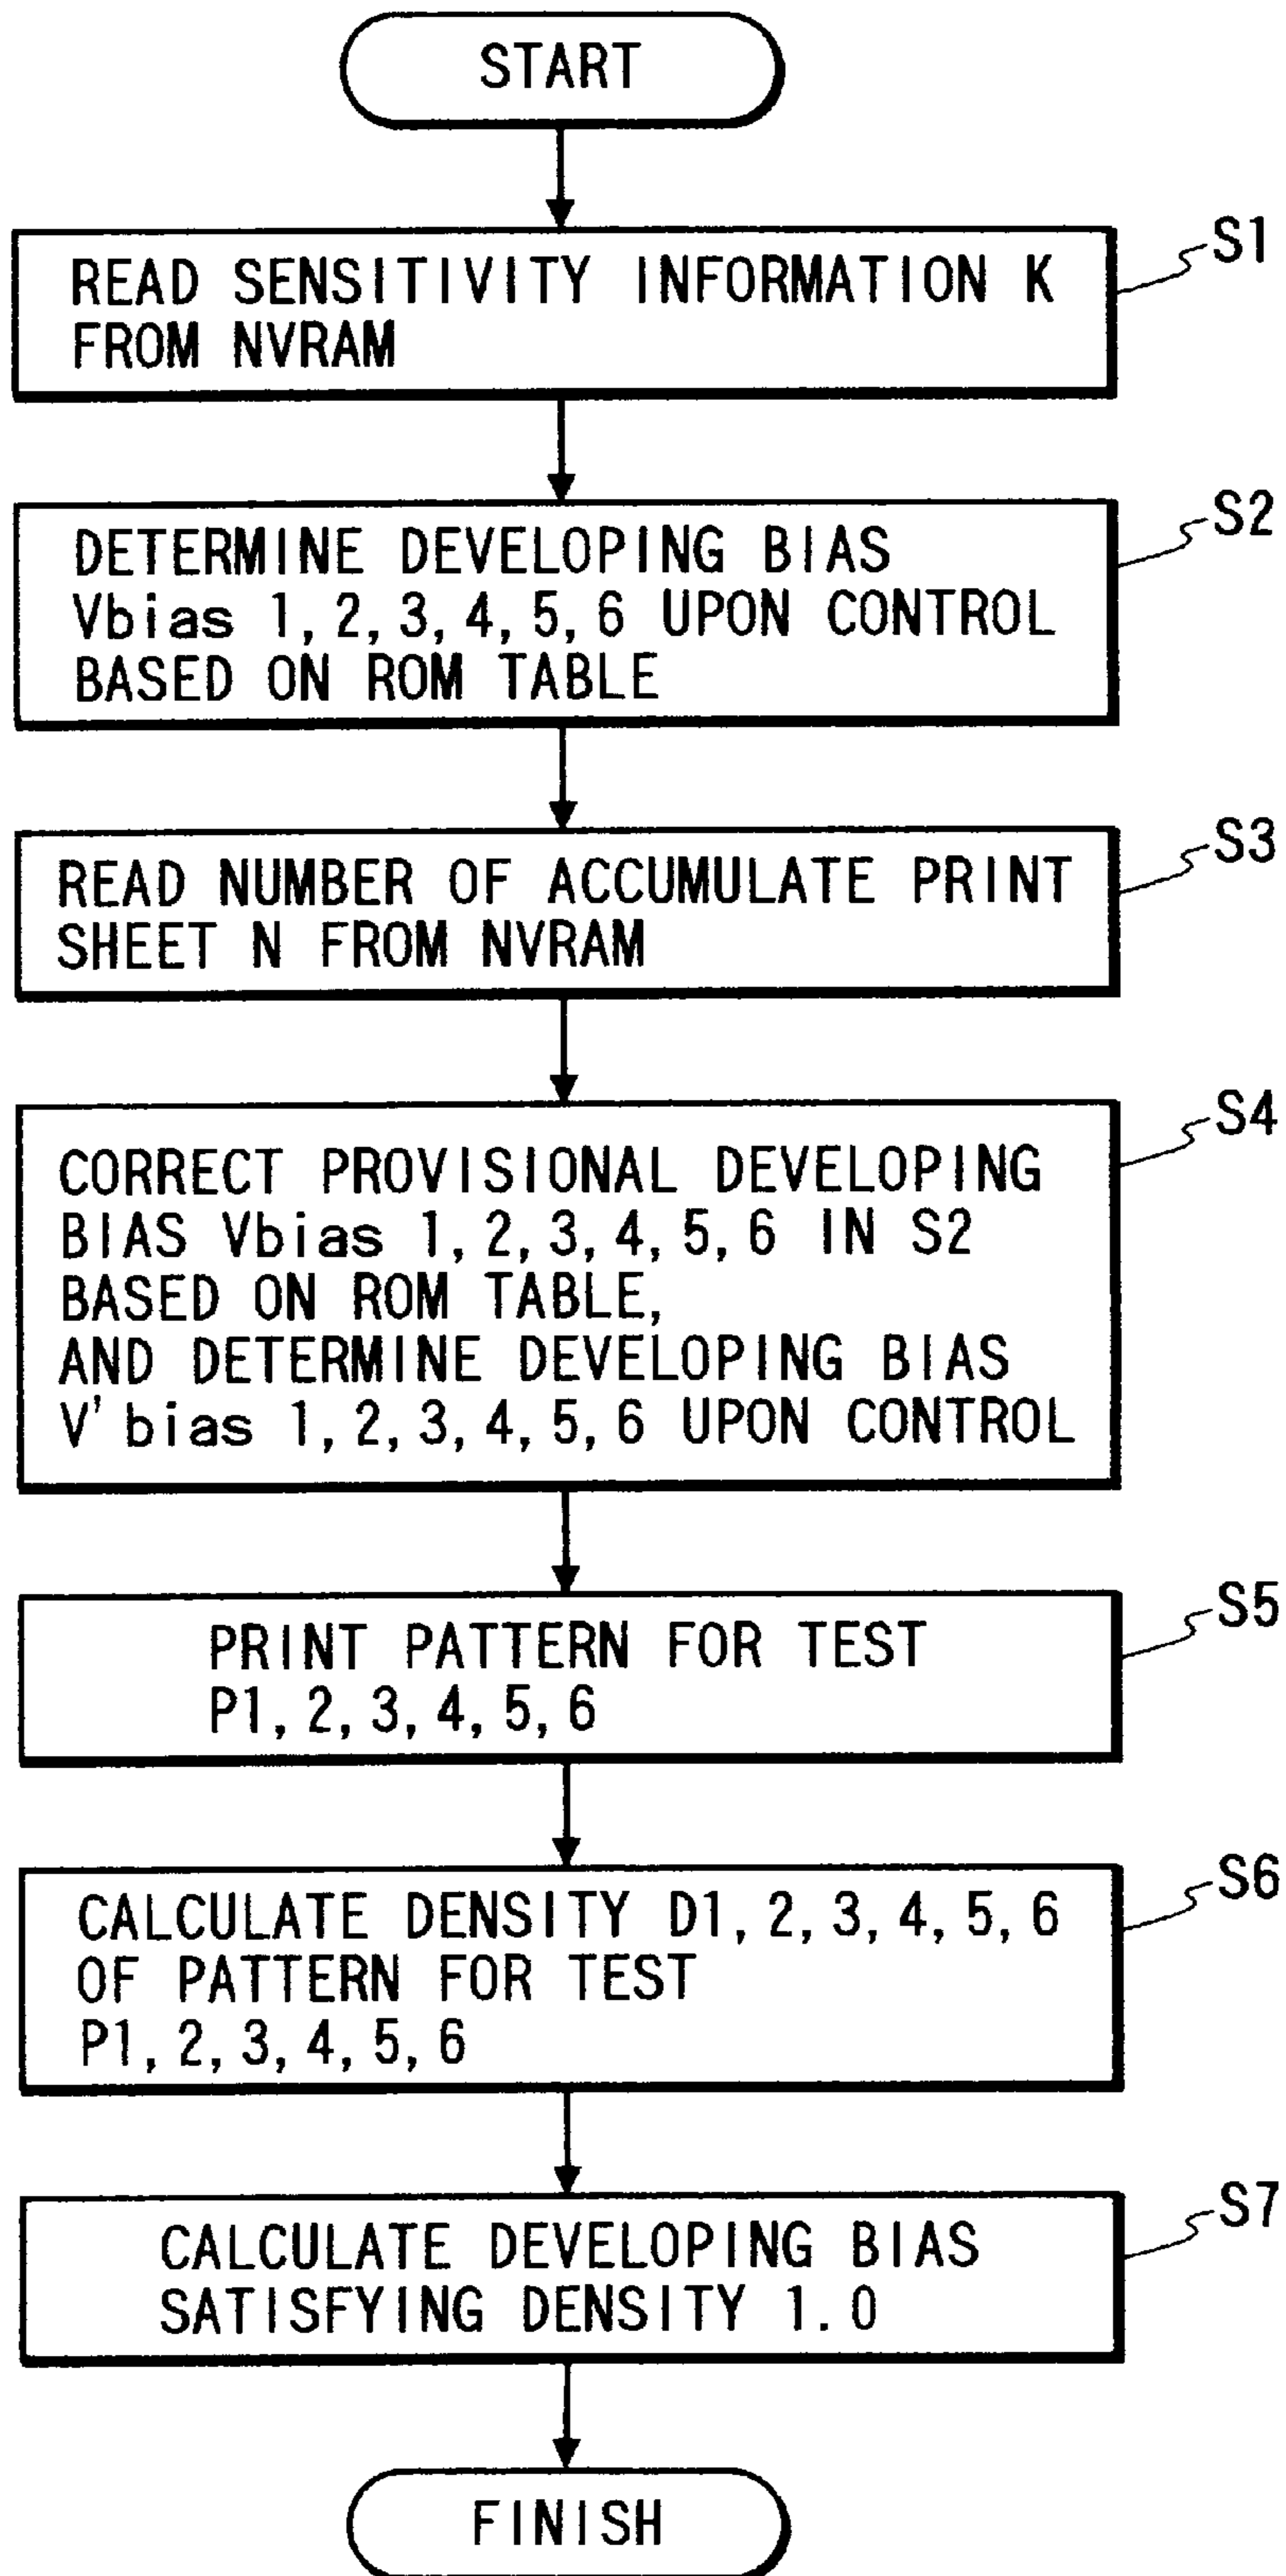 START
S1
READ SENSITIVITY INFORMATION K
FROM NVRAM
S2
DETERMINE DEVELOPING BIAS
Vbias 1, 2, 3, 4, 5, 6 UPON CONTROL
BASED ON ROM TABLE
S3
READ NUMBER OF ACCUMULATE PRINT
SHEET N FROM NVRAM
S4
CORRECT PROVISIONAL DEVELOPING
BIAS Vbias 1, 2, 3, 4, 5, 6 IN S2
BASED ON ROM TABLE,
AND DETERMINE DEVELOPING BIAS
V'bias 1, 2, 3, 4, 5, 6 UPON CONTROL
S5
PRINT PATTERN FOR TEST
P1, 2, 3, 4, 5, 6
S6
CALCULATE DENSITY D1, 2, 3, 4, 5, 6
OF PATTERN FOR TEST
P1, 2, 3, 4, 5, 6
S7
CALCULATE DEVELOPING BIAS
SATISFYING DENSITY 1.0
FINISH